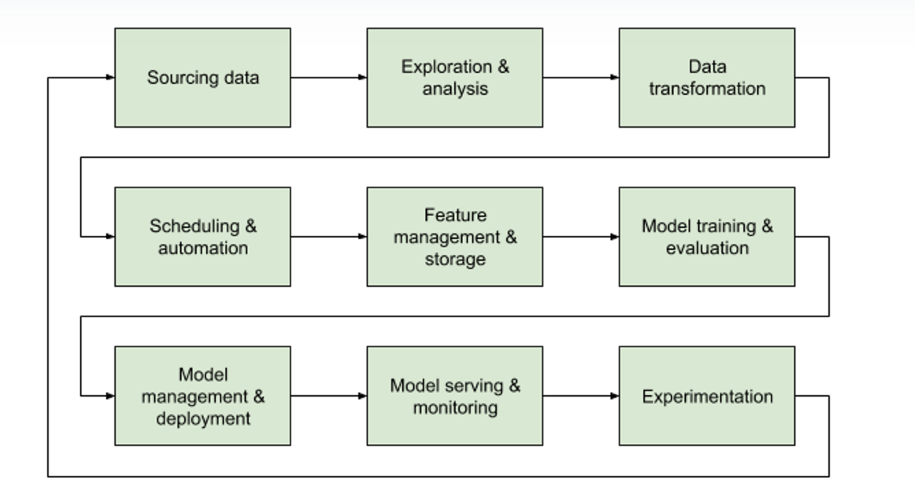 Sourcing data
Exploration &
analysis
Data
transformation
Scheduling &
automation
Feature
management &
storage
Model training &
evaluation
Model
management &
deployment
Model serving &
monitoring
Experimentation